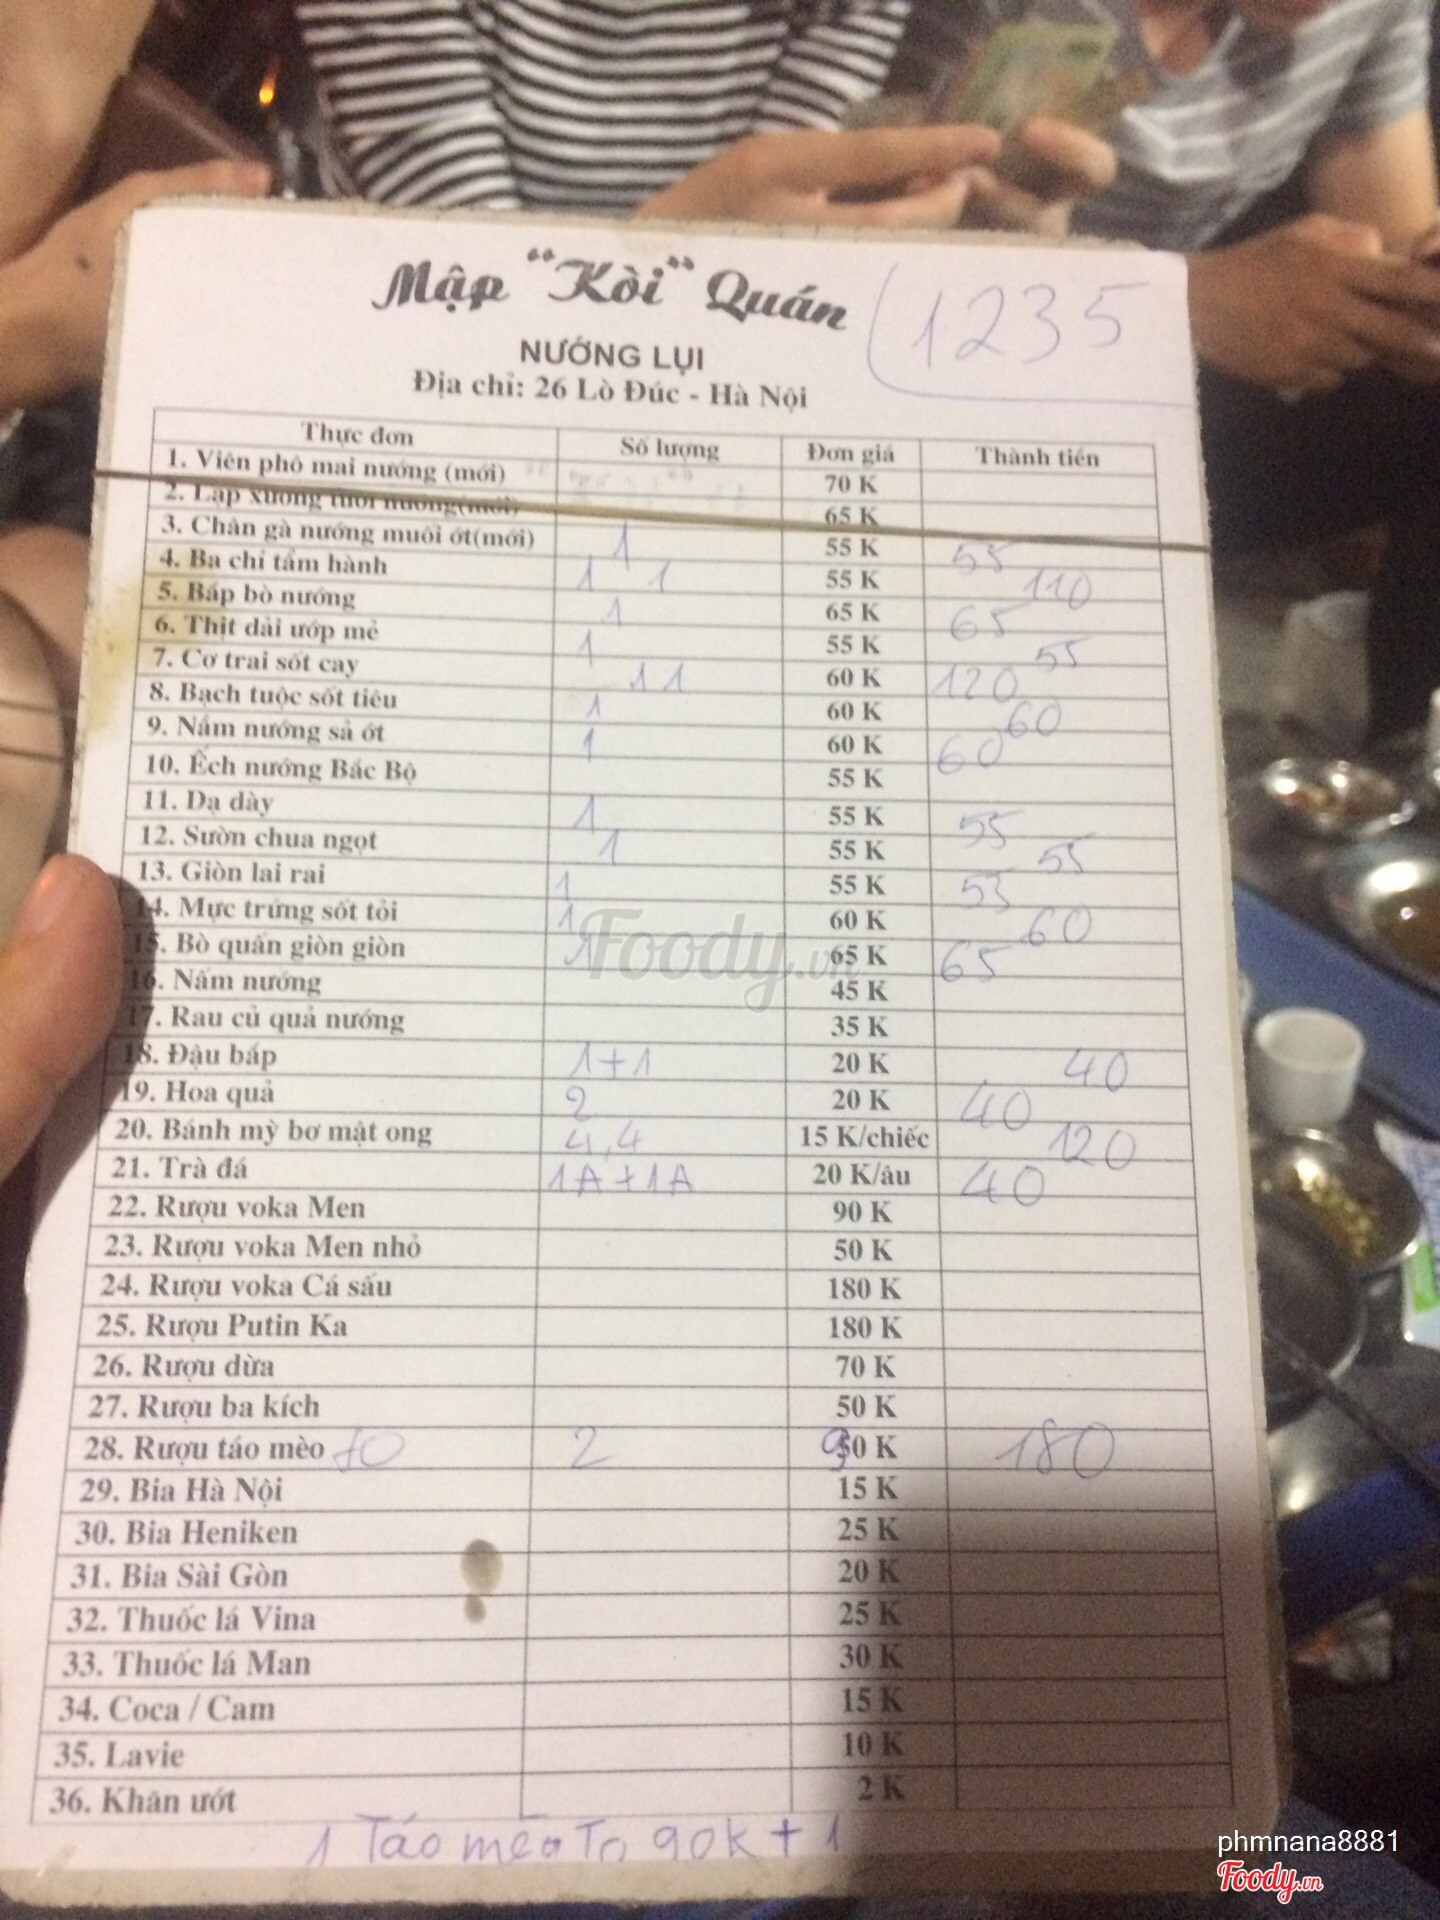 Mập "Kòi" Quán
1235
NƯỚNG LỤI
Địa chỉ: 26 Lò Đúc - Hà Nội
Thực đơn Số lượng Đơn giá Thành tiền
1. Viên phô mai nướng (mới) 70 K
2. Lạp xưởng tươi nướng(mới) 65 K
3. Chân gà nướng muối ớt(mới) 1 55 K 55
4. Ba chỉ tẩm hành 1 1 55 K 110
5. Bắp bò nướng 1 65 K 65
6. Thịt dải ướp mẻ 1 55 K 55
7. Cơ trai sốt cay 1 1 60 K 120
8. Bạch tuộc sốt tiêu 1 60 K 60
9. Nầm nướng sả ớt 1 60 K 60
10. Ếch nướng Bắc Bộ 55 K
11. Dạ dày 1 55 K 55
12. Sườn chua ngọt 1 55 K 55
13. Giòn lai rai 1 55 K 55
14. Mực trứng sốt tỏi 1 60 K 60
15. Bò quấn giòn giòn 1 65 K 65
16. Nấm nướng 45 K
17. Rau củ quả nướng 35 K
18. Đậu bắp 1+1 20 K 40
19. Hoa quả 2 20 K 40
20. Bánh mỳ bơ mật ong 4,4 15 K/chiếc 120
21. Trà đá 1A+1A 20 K/âu 40
22. Rượu voka Men 90 K
23. Rượu voka Men nhỏ 50 K
24. Rượu voka Cá sấu 180 K
25. Rượu Putin Ka 180 K
26. Rượu dừa 70 K
27. Rượu ba kích 50 K
28. Rượu táo mèo 2 90 K 180
29. Bia Hà Nội 15 K
30. Bia Heniken 25 K
31. Bia Sài Gòn 20 K
32. Thuốc lá Vina 25 K
33. Thuốc lá Man 30 K
34. Coca / Cam 15 K
35. Lavie 10 K
36. Khăn ướt 2 K
1 Táo mèo To 90K + 1
Foody.vn
phmnana8881
Foody.vn